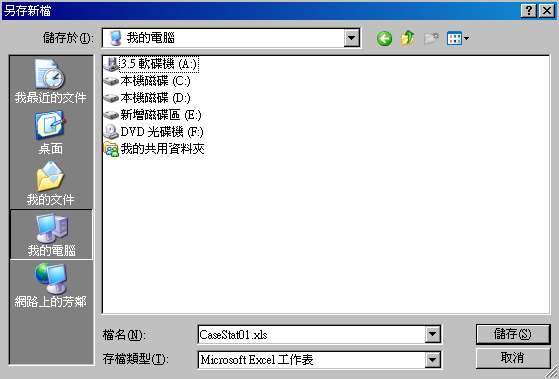 另存新檔
儲存於(I):
我的電腦
我最近的文件
桌面
我的文件
我的電腦
網路上的芳鄰
3.5 軟碟機 (A:)
本機磁碟 (C:)
本機磁碟 (D:)
新增磁碟區 (E:)
DVD 光碟機 (F:)
我的共用資料夾
檔名(N):
CaseStat01.xls
儲存(S)
存檔類型(T):
Microsoft Excel 工作表
取消